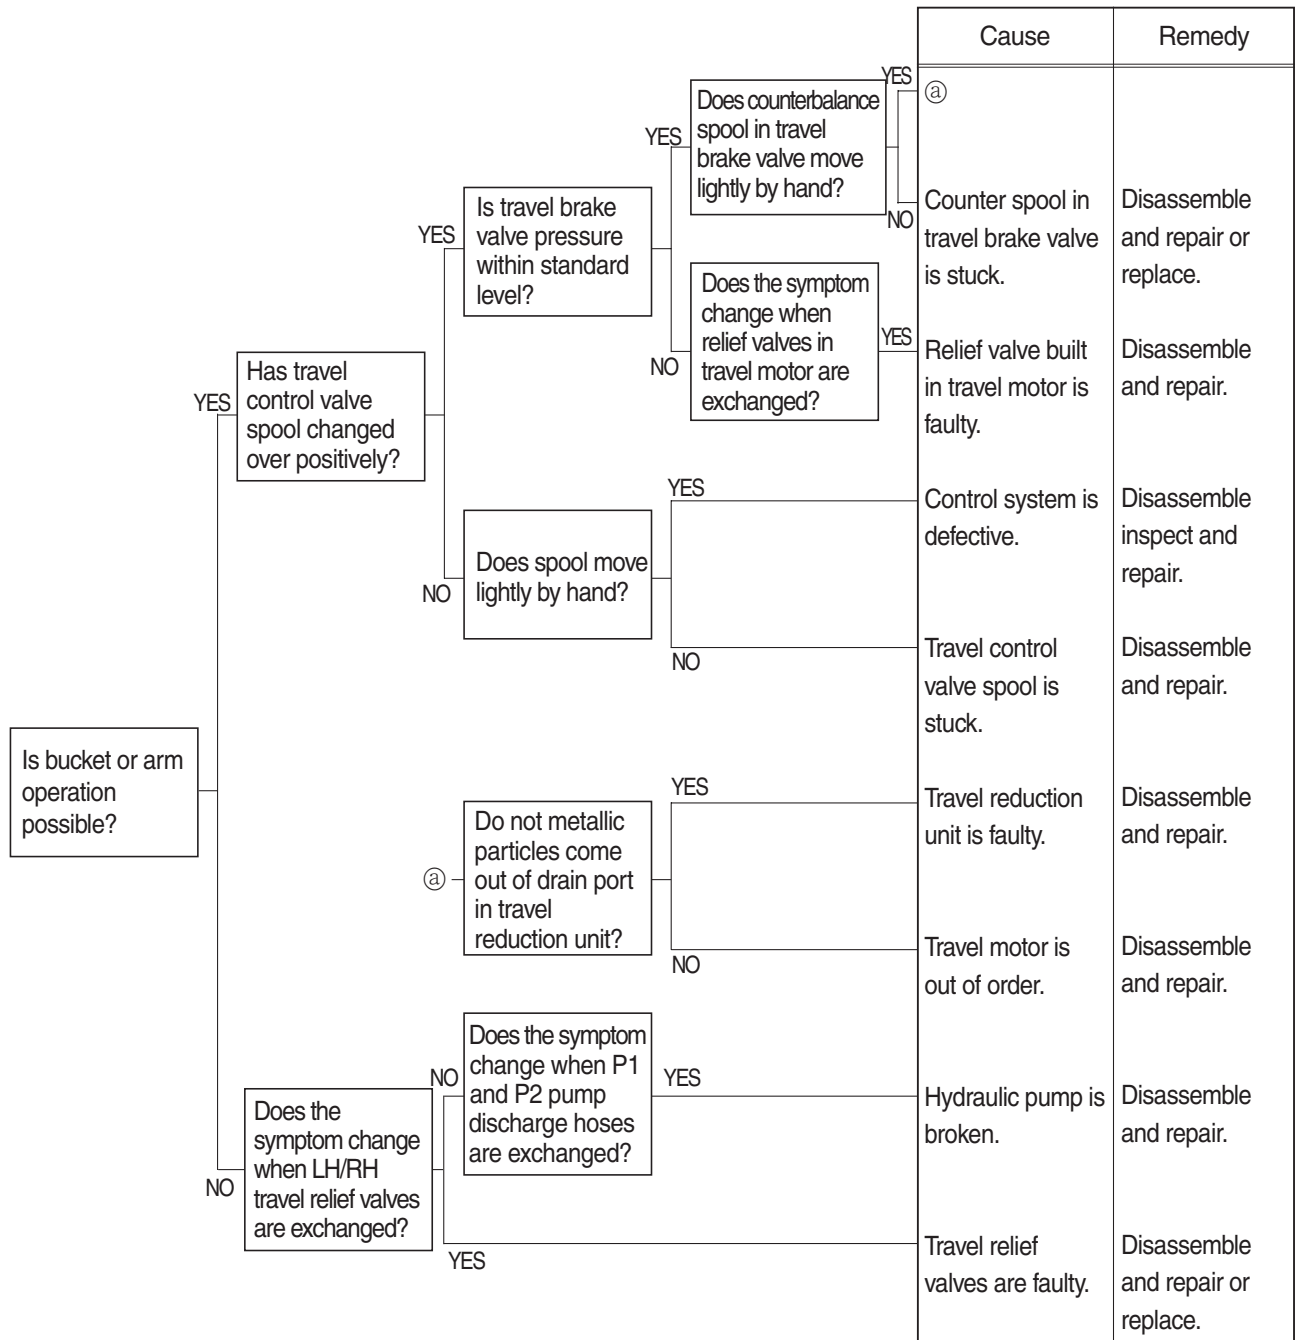 Cause
Remedy
YES
ⓐ
Does counterbalance
spool in travel
brake valve move
lightly by hand?
YES
NO
Counter spool in
travel brake valve
is stuck.
Disassemble
and repair or
replace.
Is travel brake
valve pressure
within standard
level?
YES
Does the symptom
change when
relief valves in
travel motor are
exchanged?
NO
YES
Relief valve built
in travel motor is
faulty.
Disassemble
and repair.
Has travel
control valve
spool changed
over positively?
YES
YES
Control system is
defective.
Disassemble
inspect and
repair.
Does spool move
lightly by hand?
NO
NO
Travel control
valve spool is
stuck.
Disassemble
and repair.
Is bucket or arm
operation
possible?
YES
Travel reduction
unit is faulty.
Disassemble
and repair.
ⓐ
Do not metallic
particles come
out of drain port
in travel
reduction unit?
NO
Travel motor is
out of order.
Disassemble
and repair.
Does the symptom
change when P1
and P2 pump
discharge hoses
are exchanged?
NO
YES
Hydraulic pump is
broken.
Disassemble
and repair.
Does the
symptom change
when LH/RH
travel relief valves
are exchanged?
NO
YES
Travel relief
valves are faulty.
Disassemble
and repair or
replace.